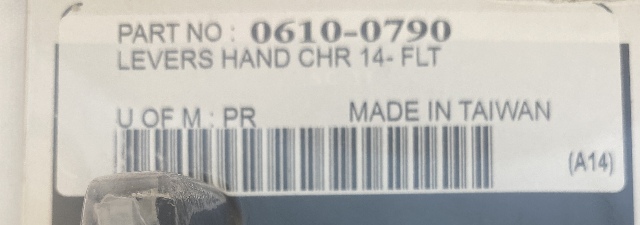 PART NO : 0610-0790
LEVERS HAND CHR 14- FLT
U OF M : PR MADE IN TAIWAN
(A14)